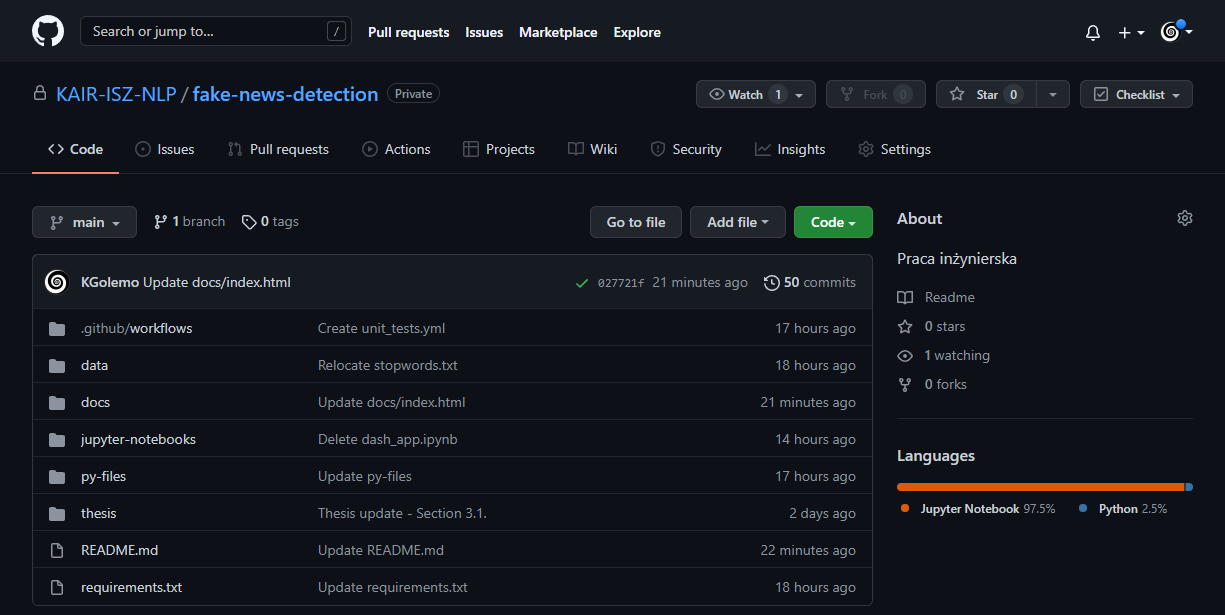 Search or jump to... / Pull requests Issues Marketplace Explore
KAIR-ISZ-NLP / fake-news-detection Private Watch 1 Fork 0 Star 0 Checklist
Code Issues Pull requests Actions Projects Wiki Security Insights Settings
main 1 branch 0 tags Go to file Add file Code
KGolemo Update docs/index.html 027721f 21 minutes ago 50 commits
.github/workflows Create unit_tests.yml 17 hours ago
data Relocate stopwords.txt 18 hours ago
docs Update docs/index.html 21 minutes ago
jupyter-notebooks Delete dash_app.ipynb 14 hours ago
py-files Update py-files 17 hours ago
thesis Thesis update - Section 3.1. 2 days ago
README.md Update README.md 22 minutes ago
requirements.txt Update requirements.txt 18 hours ago
About
Praca inżynierska
Readme
0 stars
1 watching
0 forks
Languages
Jupyter Notebook 97.5% Python 2.5%